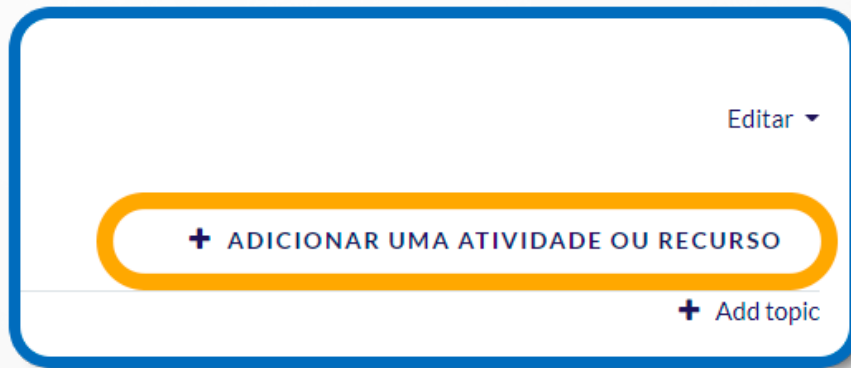 Editar
+ ADICIONAR UMA ATIVIDADE OU RECURSO
+ Add topic